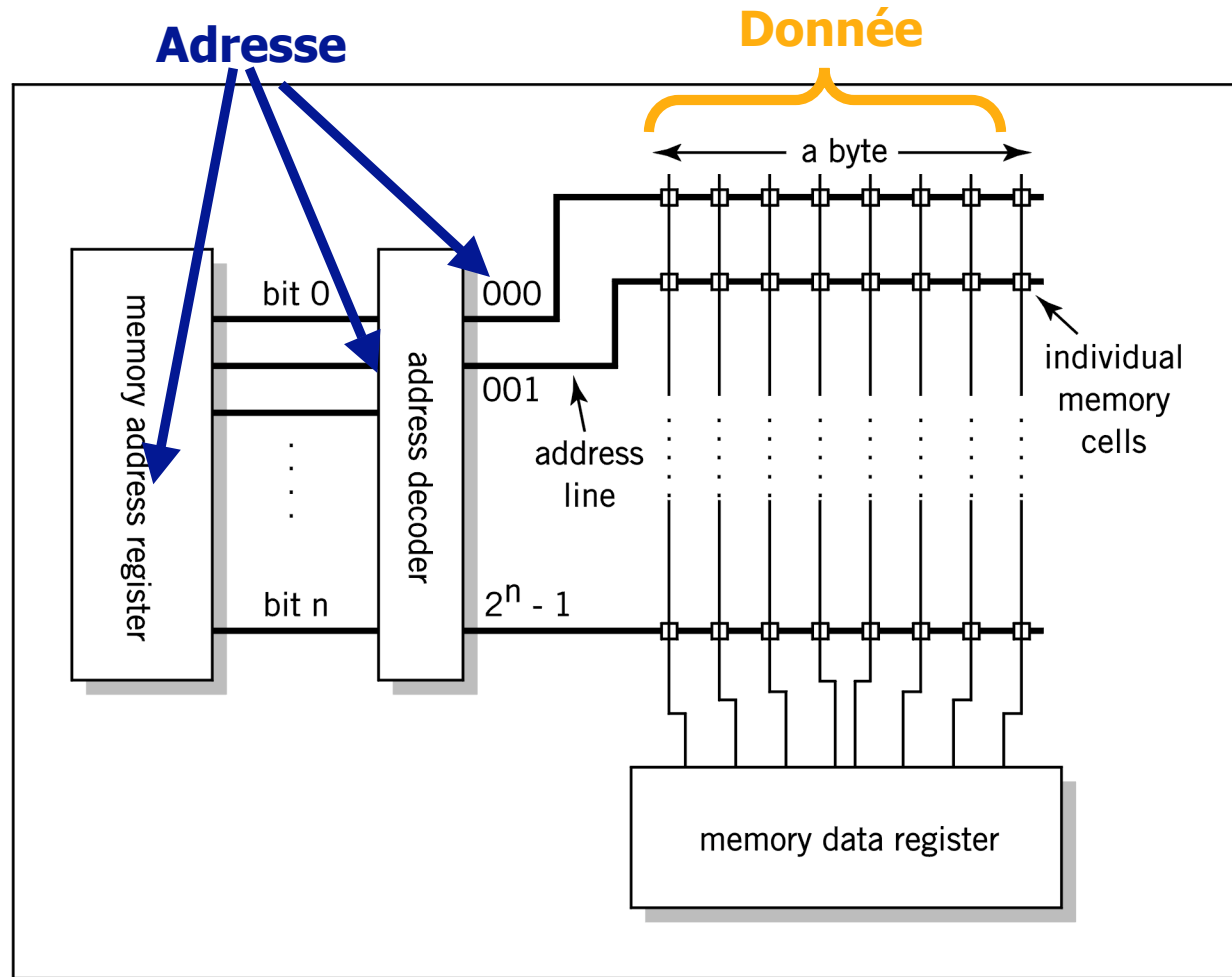 Adresse
Donnée
a byte
bit 0
000
001
address
line
individual
memory
cells
memory address register
address decoder
bit n
2ⁿ - 1
memory data register